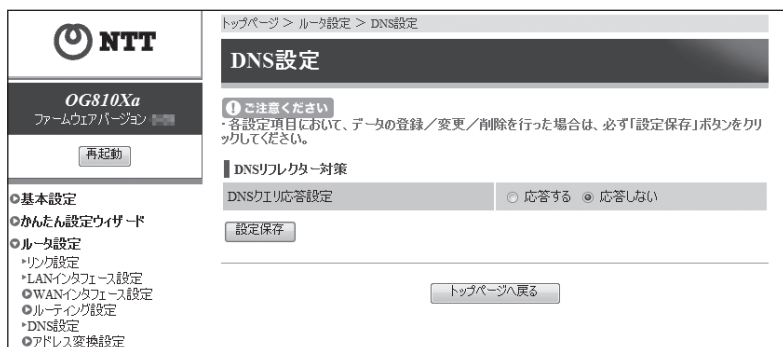 NTT
OG810Xa
ファームウェアバージョン
再起動
基本設定
かんたん設定ウィザード
ルータ設定
リンク設定
LANインタフェース設定
WANインタフェース設定
ルーティング設定
DNS設定
アドレス変換設定
トップページ > ルータ設定 > DNS設定
DNS設定
ご注意ください
・各設定項目において、データの登録／変更／削除を行った場合は、必ず「設定保存」ボタンをクリ
ックしてください。
DNSリフレクター対策
DNSクエリ応答設定 応答する 応答しない
設定保存
トップページへ戻る